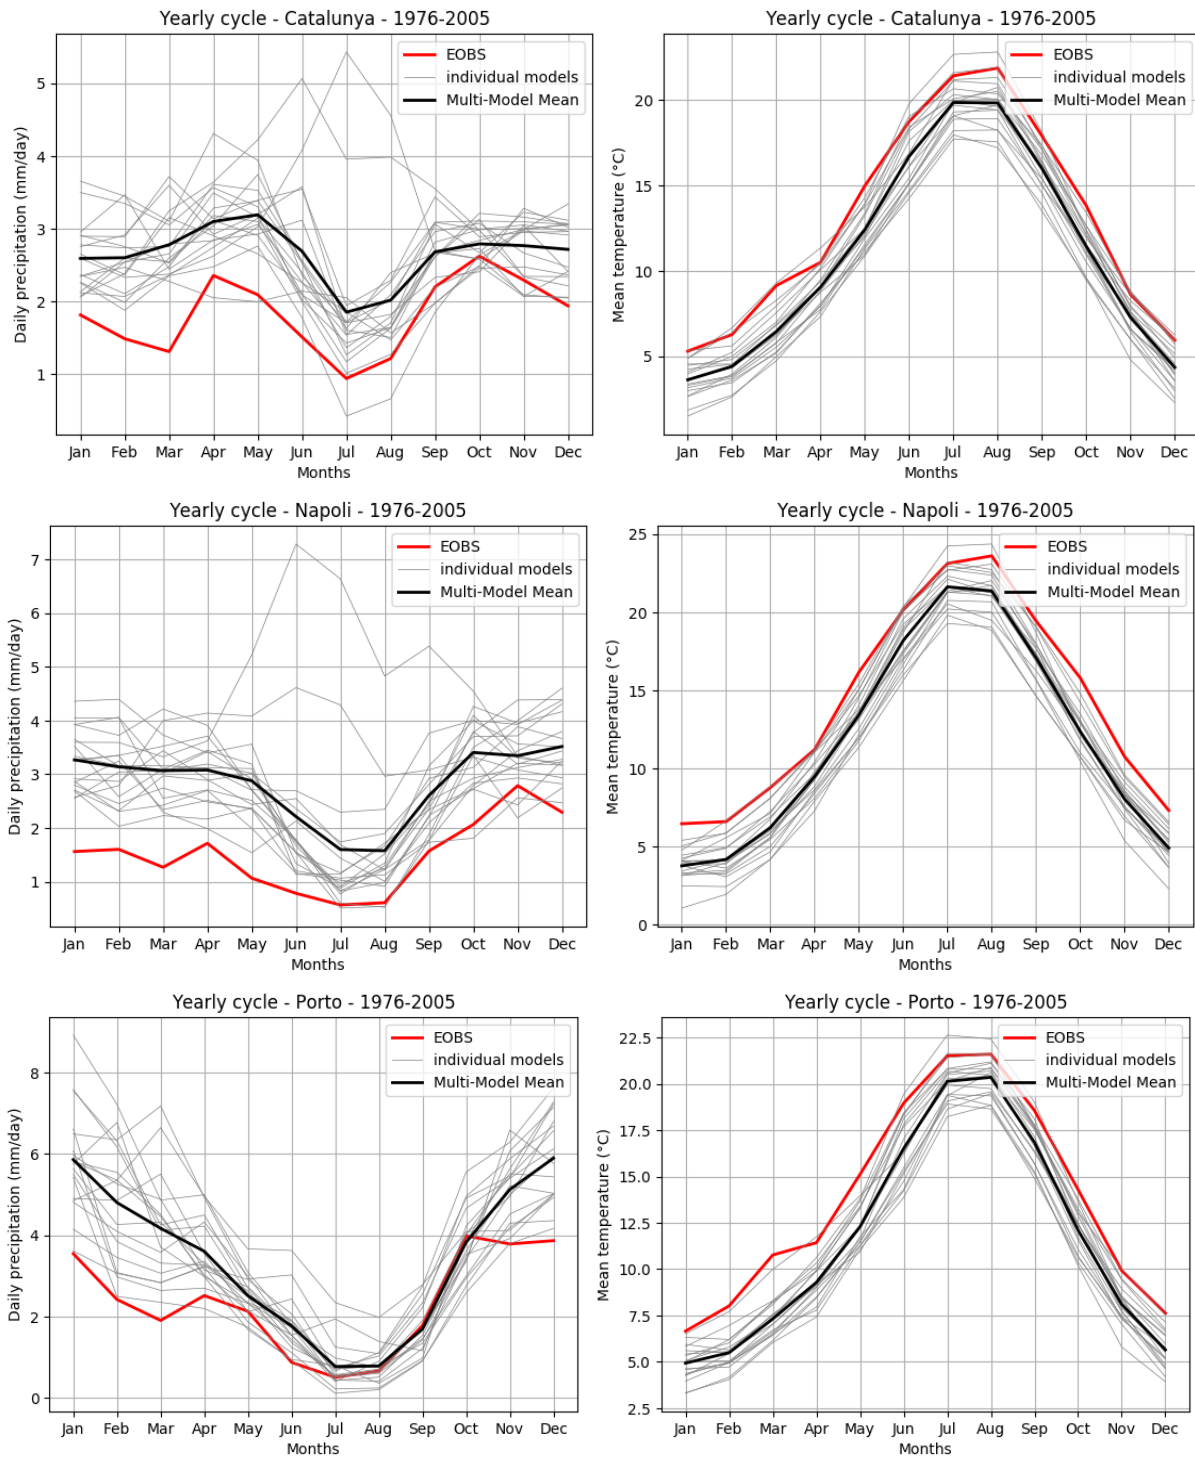 Yearly cycle - Catalunya - 1976-2005
EOBS
individual models
Multi-Model Mean
Daily precipitation (mm/day)
5
4
3
2
1
Jan Feb Mar Apr May Jun Jul Aug Sep Oct Nov Dec
Months
Yearly cycle - Catalunya - 1976-2005
EOBS
individual models
Multi-Model Mean
Mean temperature (°C)
20
15
10
5
Jan Feb Mar Apr May Jun Jul Aug Sep Oct Nov Dec
Months
Yearly cycle - Napoli - 1976-2005
EOBS
individual models
Multi-Model Mean
Daily precipitation (mm/day)
7
6
5
4
3
2
1
Jan Feb Mar Apr May Jun Jul Aug Sep Oct Nov Dec
Months
Yearly cycle - Napoli - 1976-2005
EOBS
individual models
Multi-Model Mean
Mean temperature (°C)
25
20
15
10
5
0
Jan Feb Mar Apr May Jun Jul Aug Sep Oct Nov Dec
Months
Yearly cycle - Porto - 1976-2005
EOBS
individual models
Multi-Model Mean
Daily precipitation (mm/day)
8
6
4
2
0
Jan Feb Mar Apr May Jun Jul Aug Sep Oct Nov Dec
Months
Yearly cycle - Porto - 1976-2005
EOBS
individual models
Multi-Model Mean
Mean temperature (°C)
22.5
20.0
17.5
15.0
12.5
10.0
7.5
5.0
2.5
Jan Feb Mar Apr May Jun Jul Aug Sep Oct Nov Dec
Months